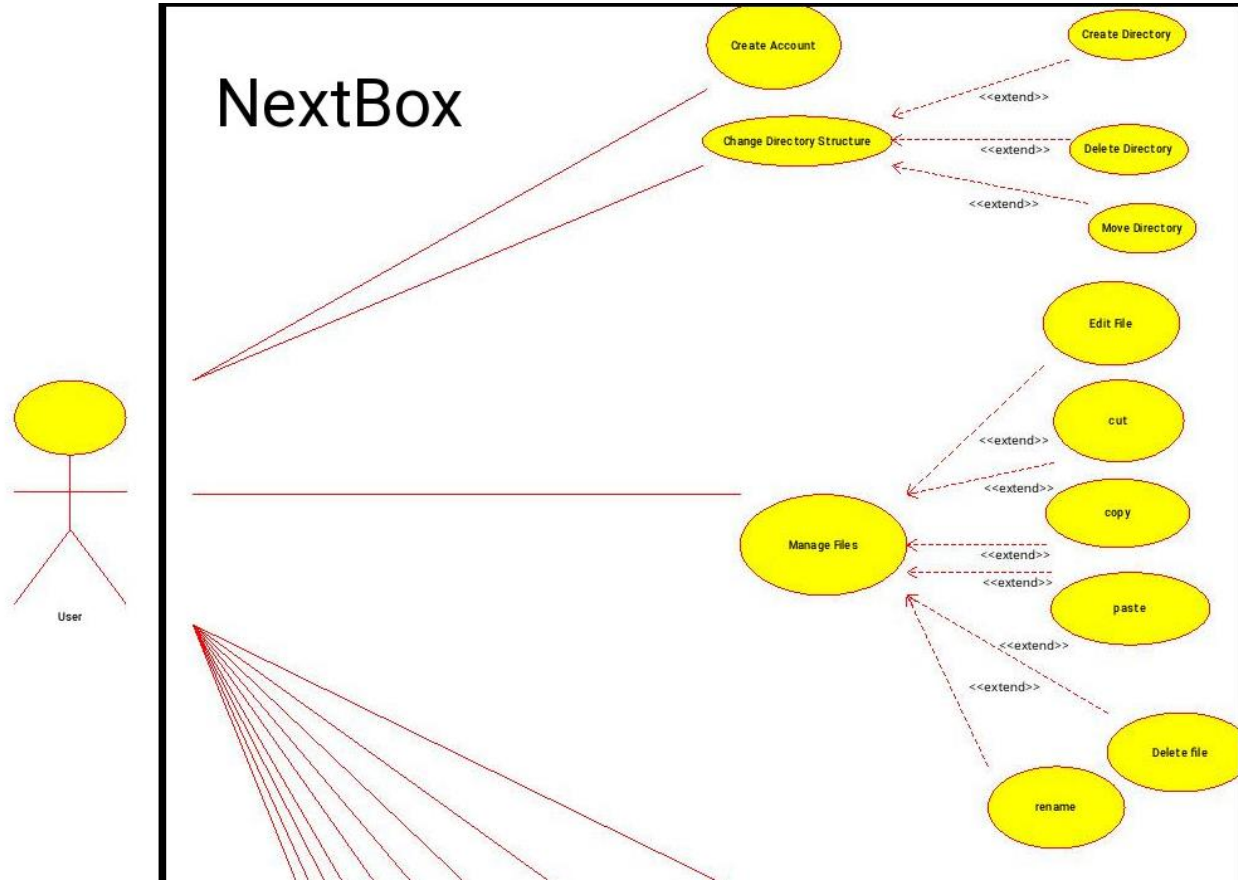 NextBox
Create Account
Create Directory
<<extend>>
Change Directory Structure
<<extend>>
Delete Directory
<<extend>>
Move Directory
Edit File
cut
<<extend>>
<<extend>>
copy
Manage Files
<<extend>>
<<extend>>
paste
User
<<extend>>
<<extend>>
Delete file
rename